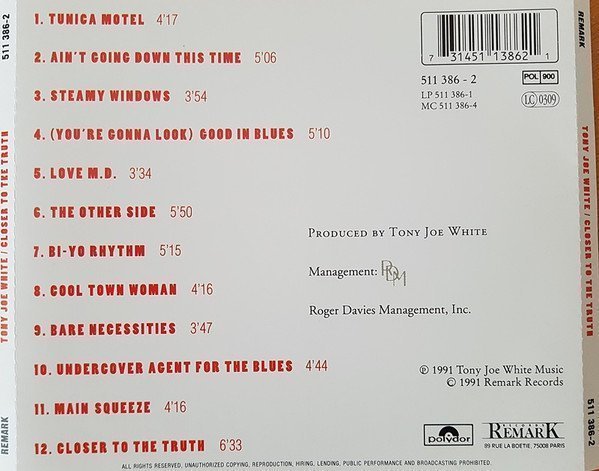 1. TUNICA MOTEL 4'17
2. AIN'T GOING DOWN THIS TIME 5'06
3. STEAMY WINDOWS 3'54
4. (YOU'RE GONNA LOOK) GOOD IN BLUES 5'10
5. LOVE M.D. 3'34
6. THE OTHER SIDE 5'50
7. BI-YO RHYTHM 5'15
8. COOL TOWN WOMAN 4'16
9. BARE NECESSITIES 3'47
10. UNDERCOVER AGENT FOR THE BLUES 4'44
11. MAIN SQUEEZE 4'16
12. CLOSER TO THE TRUTH 6'33
7 31451 13862 1
511 386 - 2
POL 900
LP 511 386-1
MC 511 386-4
LC 0309
PRODUCED BY TONY JOE WHITE
Management: RDM
Roger Davies Management, Inc.
℗ 1991 Tony Joe White Music
© 1991 Remark Records
polydor
RECORDS
REMARK
89 RUE LA BOETIE, 75008 PARIS
ALL RIGHTS RESERVED, UNAUTHORIZED COPYING, REPRODUCTION, HIRING, LENDING, PUBLIC PERFORMANCE AND BROADCASTING PROHIBITED.
REMARK TONY JOE WHITE / CLOSER TO TKE TRUTH 511 386-2
REMARK TONY JOE WHITE / CLOSER TO THE TRUTH 511 386-2